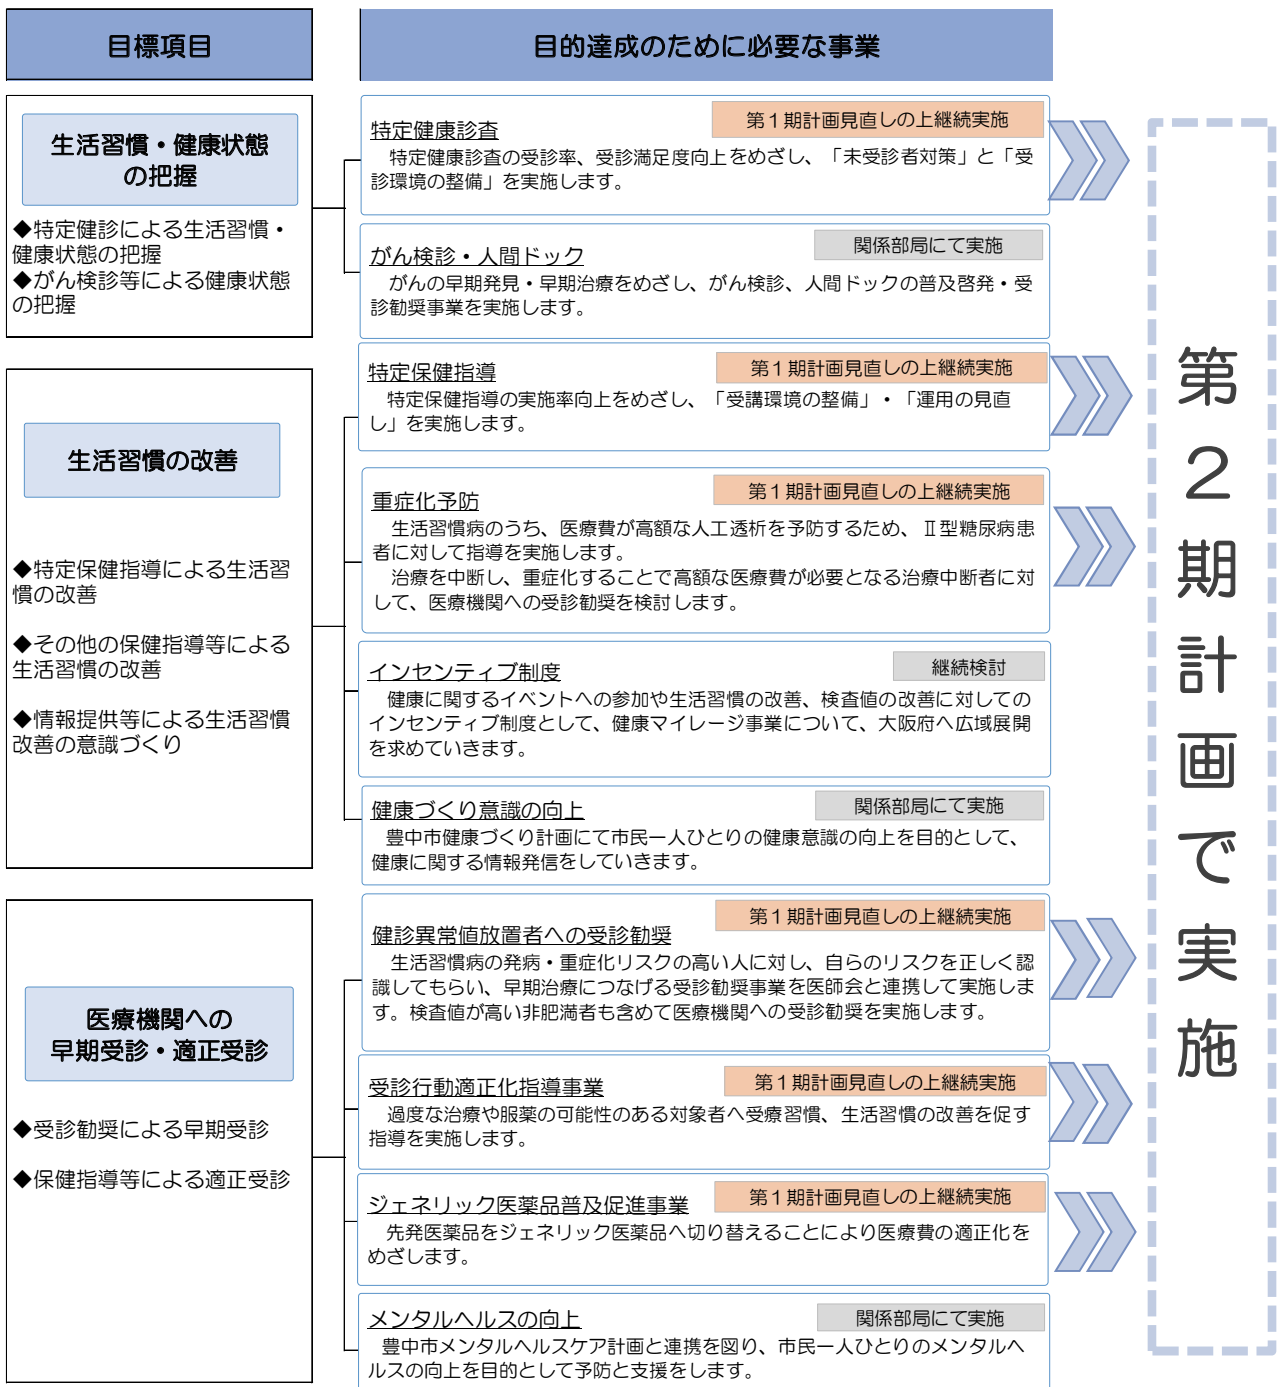 目標項目
目的達成のために必要な事業
生活習慣・健康状態
の把握
◆特定健診による生活習慣・
健康状態の把握
◆がん検診等による健康状態
の把握
特定健康診査
第１期計画見直しの上継続実施
特定健康診査の受診率、受診満足度向上をめざし、「未受診者対策」と「受
診環境の整備」を実施します。
がん検診・人間ドック
関係部局にて実施
がんの早期発見・早期治療をめざし、がん検診、人間ドックの普及啓発・受
診勧奨事業を実施します。
生活習慣の改善
◆特定保健指導による生活習
慣の改善
◆その他の保健指導等による
生活習慣の改善
◆情報提供等による生活習慣
改善の意識づくり
特定保健指導
第１期計画見直しの上継続実施
特定保健指導の実施率向上をめざし、「受講環境の整備」・「運用の見直
し」を実施します。
重症化予防
第１期計画見直しの上継続実施
生活習慣病のうち、医療費が高額な人工透析を予防するため、Ⅱ型糖尿病患
者に対して指導を実施します。
治療を中断し、重症化することで高額な医療費が必要となる治療中断者に対
して、医療機関への受診勧奨を検討します。
インセンティブ制度
継続検討
健康に関するイベントへの参加や生活習慣の改善、検査値の改善に対しての
インセンティブ制度として、健康マイレージ事業について、大阪府へ広域展開
を求めていきます。
健康づくり意識の向上
関係部局にて実施
豊中市健康づくり計画にて市民一人ひとりの健康意識の向上を目的として、
健康に関する情報発信をしていきます。
医療機関への
早期受診・適正受診
◆受診勧奨による早期受診
◆保健指導等による適正受診
健診異常値放置者への受診勧奨
第１期計画見直しの上継続実施
生活習慣病の発病・重症化リスクの高い人に対し、自らのリスクを正しく認
識してもらい、早期治療につなげる受診勧奨事業を医師会と連携して実施しま
す。検査値が高い非肥満者も含めて医療機関への受診勧奨を実施します。
受診行動適正化指導事業
第１期計画見直しの上継続実施
過度な治療や服薬の可能性のある対象者へ受療習慣、生活習慣の改善を促す
指導を実施します。
ジェネリック医薬品普及促進事業
第１期計画見直しの上継続実施
先発医薬品をジェネリック医薬品へ切り替えることにより医療費の適正化を
めざします。
メンタルヘルスの向上
関係部局にて実施
豊中市メンタルヘルスケア計画と連携を図り、市民一人ひとりのメンタルヘ
ルスの向上を目的として予防と支援をします。
第２期計画で実施